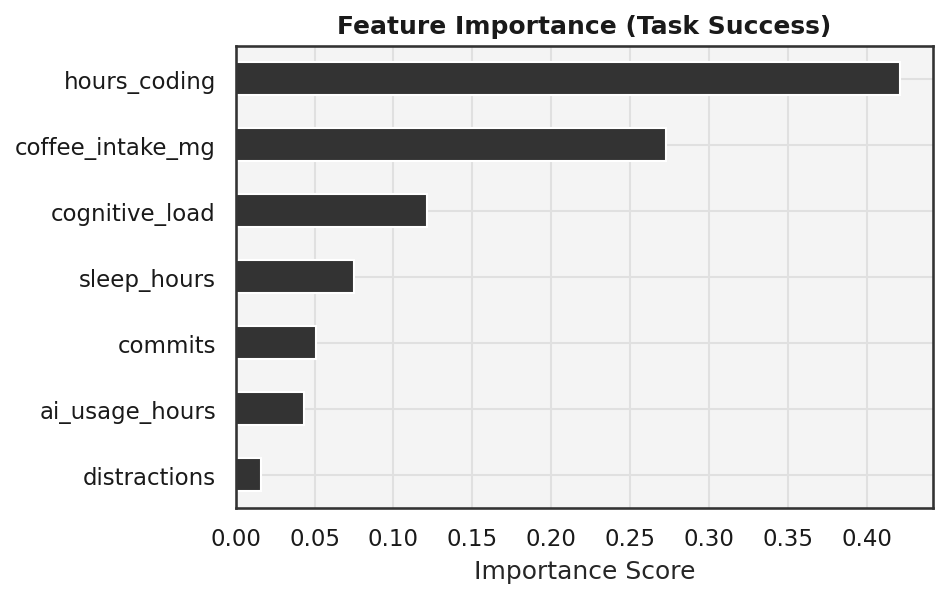 Feature Importance (Task Success)
hours_coding
coffee_intake_mg
cognitive_load
sleep_hours
commits
ai_usage_hours
distractions
0.00 0.05 0.10 0.15 0.20 0.25 0.30 0.35 0.40
Importance Score